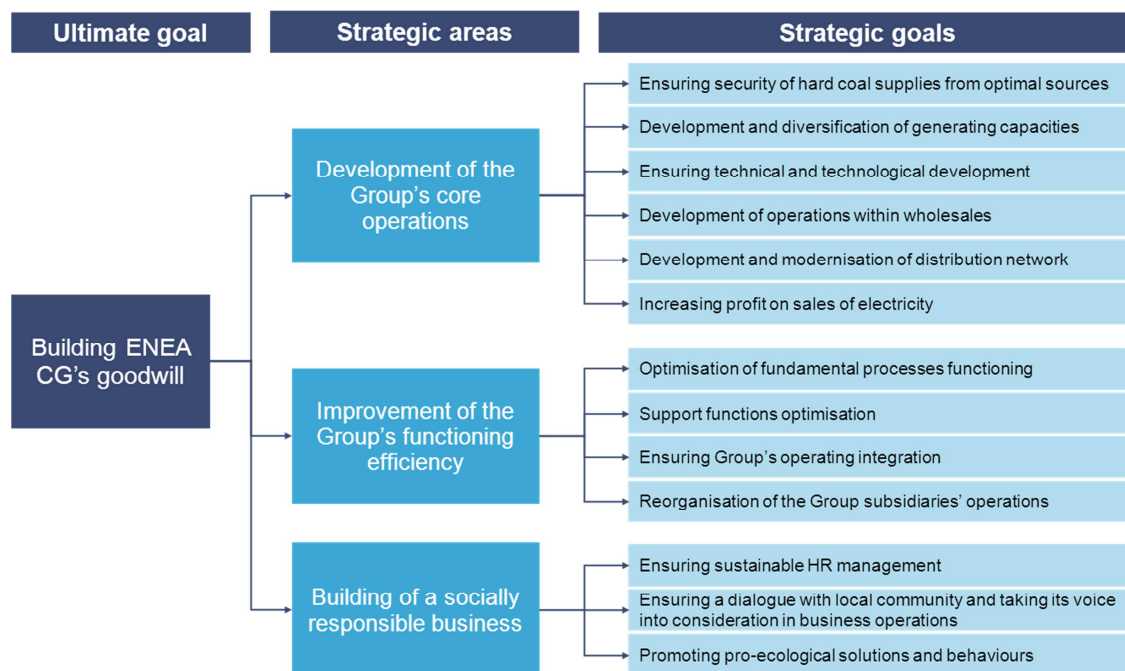 Ultimate goal
Strategic areas
Strategic goals
Building ENEA
CG's goodwill
Development of the
Group's core
operations
Ensuring security of hard coal supplies from optimal sources
Development and diversification of generating capacities
Ensuring technical and technological development
Development of operations within wholesales
Development and modernisation of distribution network
Increasing profit on sales of electricity
Improvement of the
Group's functioning
efficiency
Optimisation of fundamental processes functioning
Support functions optimisation
Ensuring Group's operating integration
Reorganisation of the Group subsidiaries' operations
Building of a socially
responsible business
Ensuring sustainable HR management
Ensuring a dialogue with local community and taking its voice
into consideration in business operations
Promoting pro-ecological solutions and behaviours